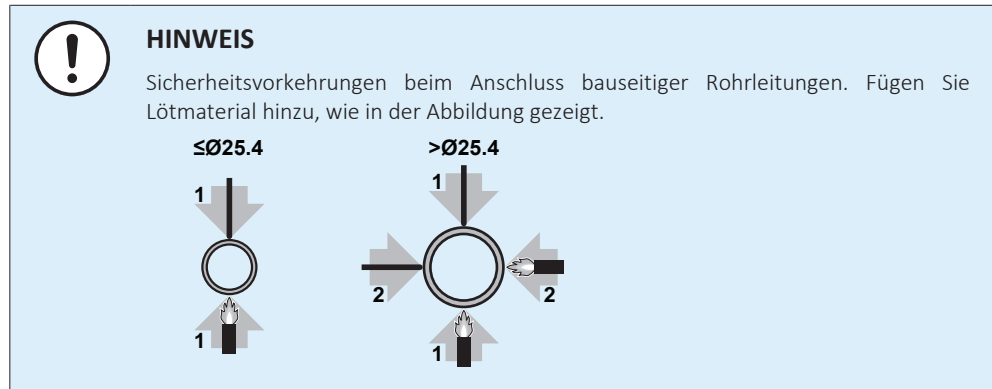 HINWEIS
Sicherheitsvorkehrungen beim Anschluss bauseitiger Rohrleitungen. Fügen Sie
Lötmaterial hinzu, wie in der Abbildung gezeigt.
≤Ø25.4
>Ø25.4
1
1
1
2
2
1